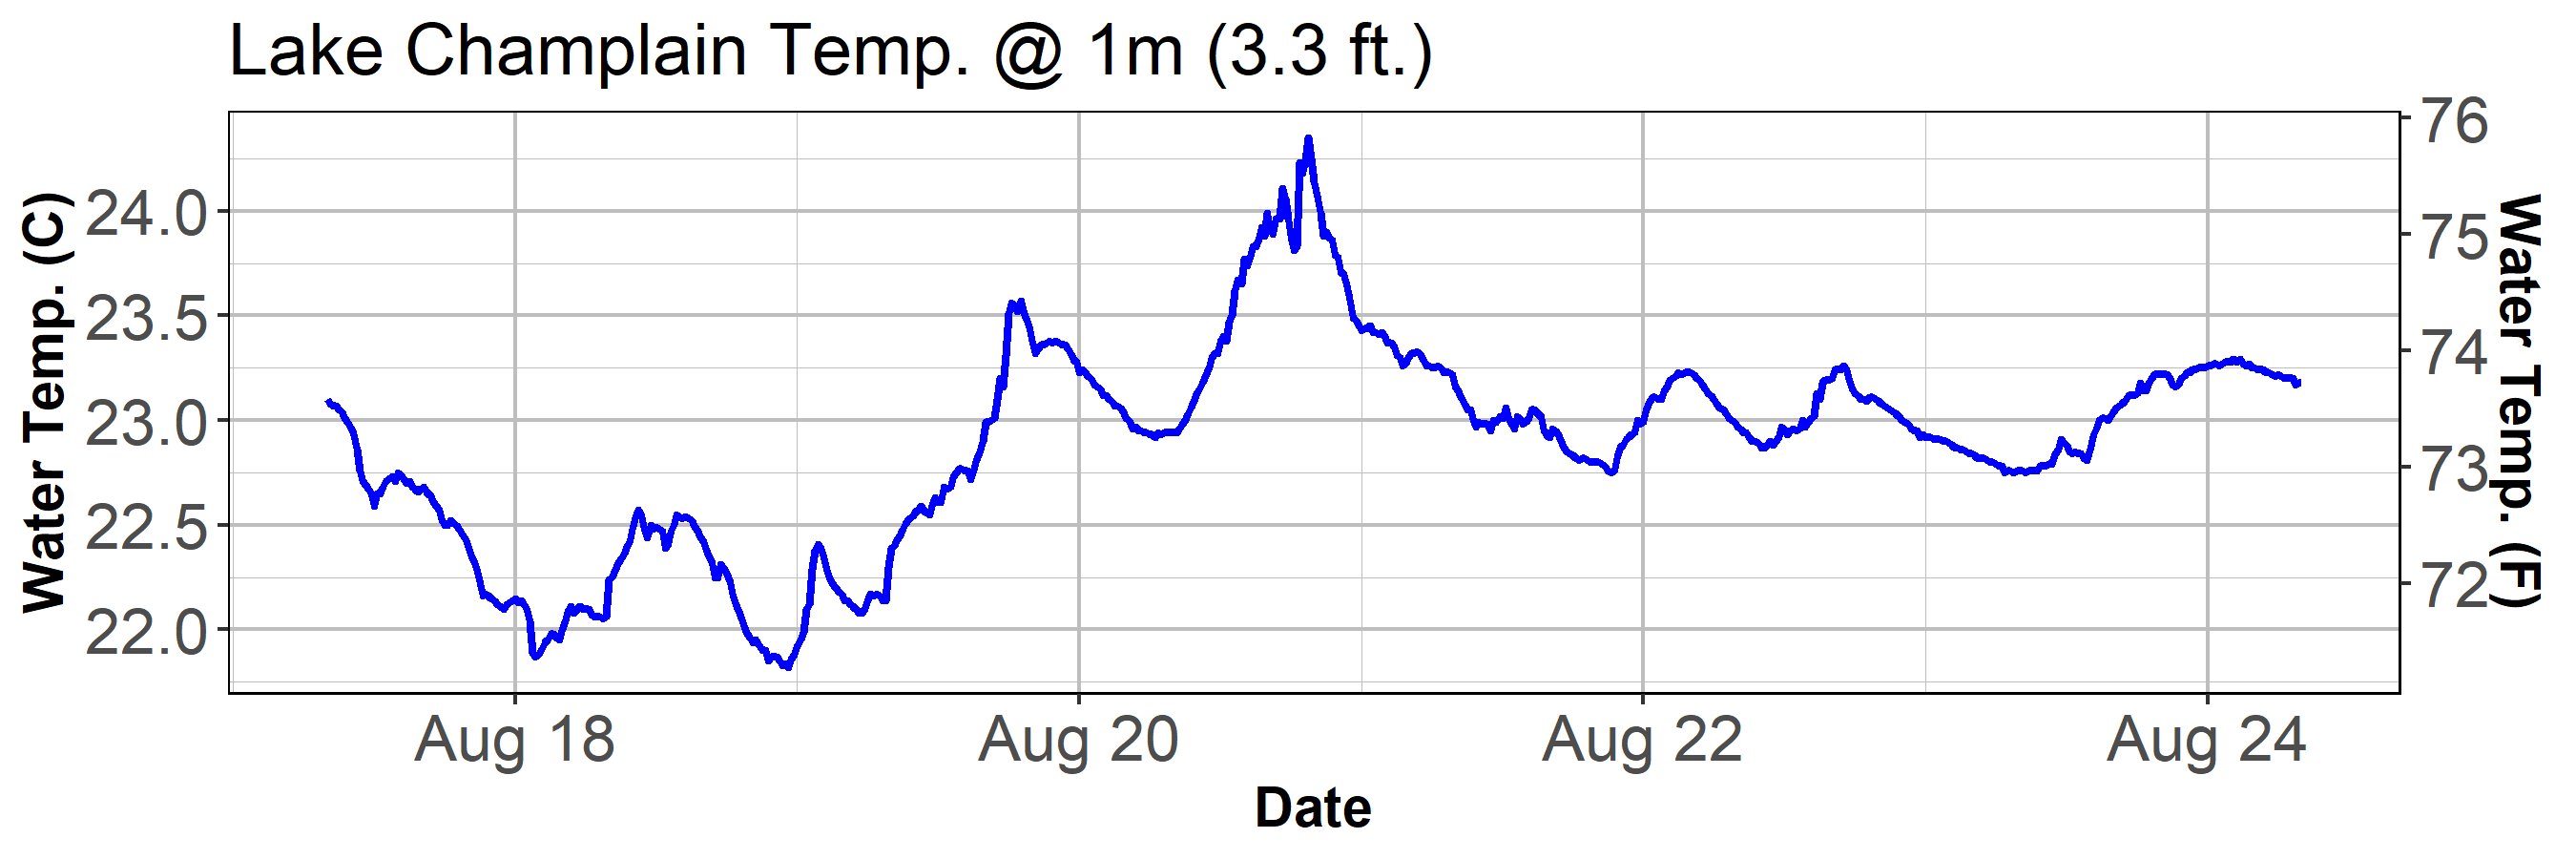 Lake Champlain Temp. @ 1m (3.3 ft.)
Water Temp. (C)
24.0
23.5
23.0
22.5
22.0
76
75
74
73
72
Water Temp. (F)
Aug 18 Aug 20 Aug 22 Aug 24
Date